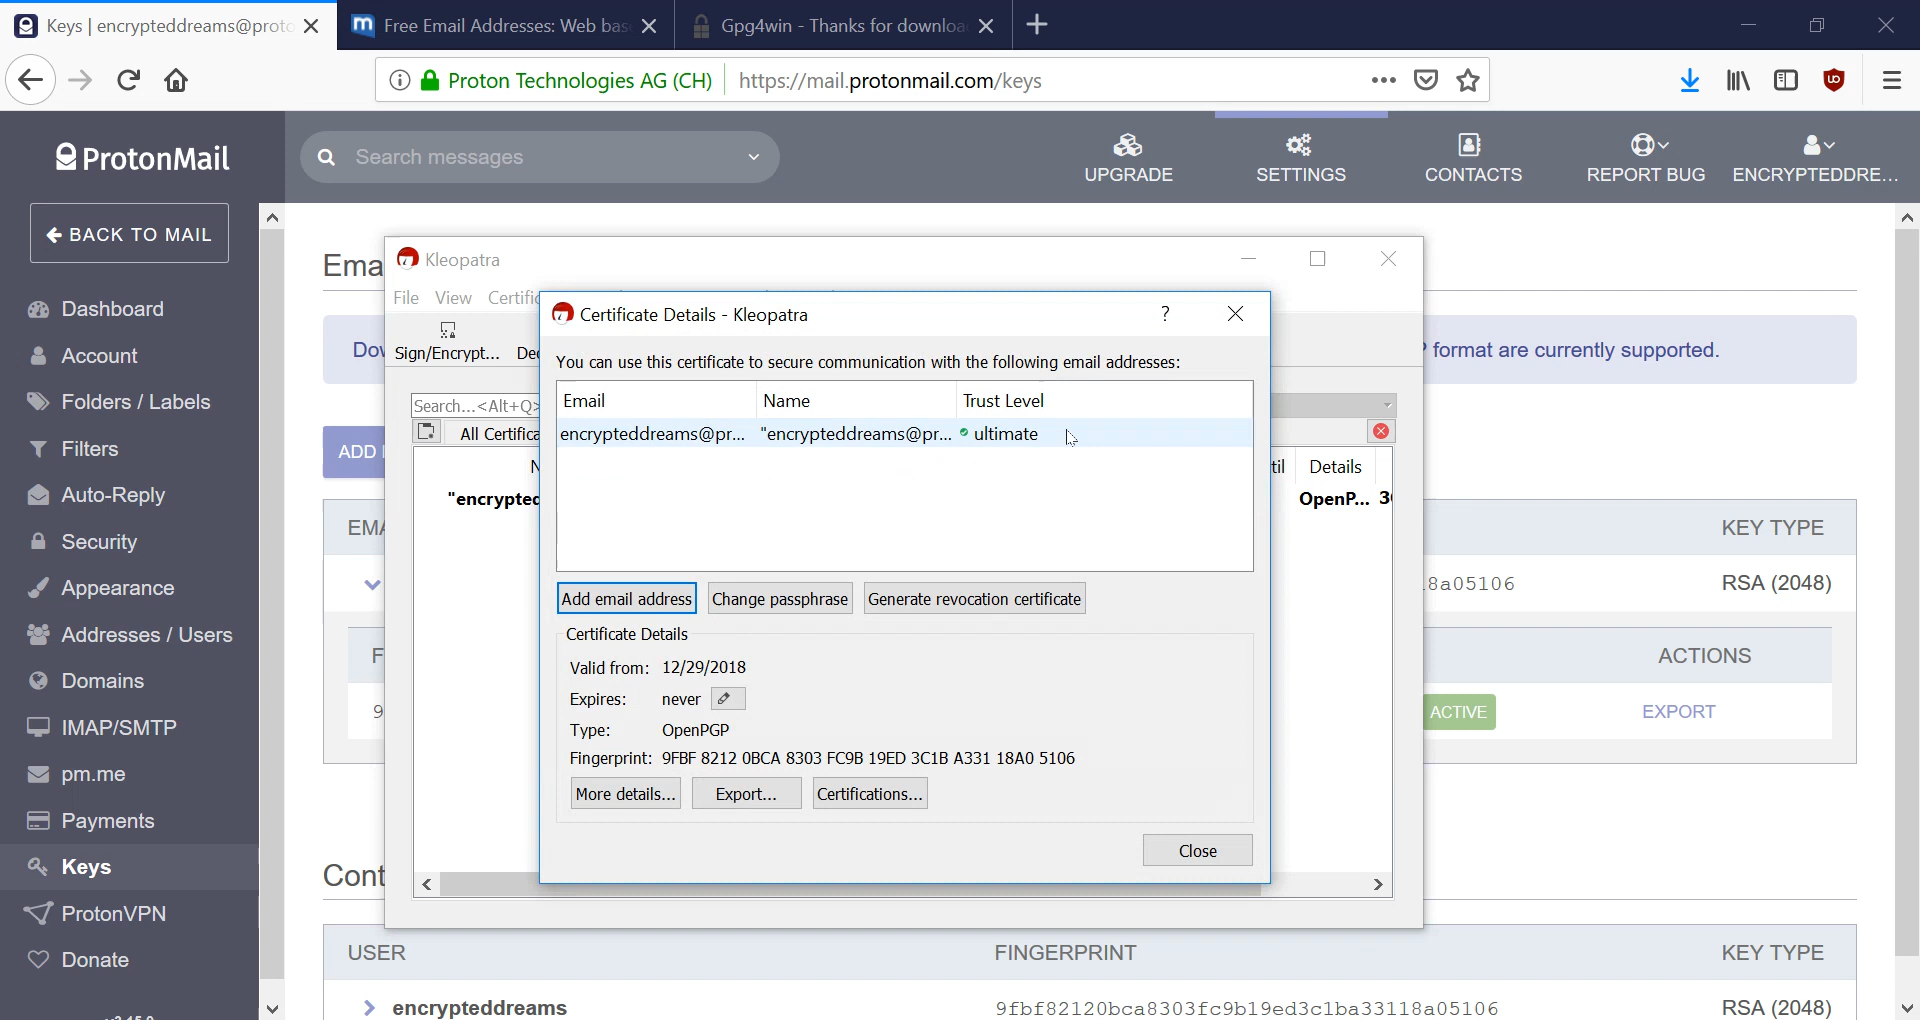 Keys | encrypteddreams@proto
Free Email Addresses: Web bas
Gpg4win - Thanks for downloa
Proton Technologies AG (CH)
https://mail.protonmail.com/keys
ProtonMail
Search messages
UPGRADE
SETTINGS
CONTACTS
REPORT BUG
ENCRYPTEDDRE...
BACK TO MAIL
Dashboard
Account
Folders / Labels
Filters
Auto-Reply
Security
Appearance
Addresses / Users
Domains
IMAP/SMTP
pm.me
Payments
Keys
ProtonVPN
Donate
Ema
Dow
format are currently supported.
ADD
EMA
KEY TYPE
8a05106
RSA (2048)
F
ACTIONS
9
ACTIVE
EXPORT
Cont
USER
FINGERPRINT
KEY TYPE
encrypteddreams
9fbf82120bca8303fc9b19ed3c1ba33118a05106
RSA (2048)
Kleopatra
File
View
Certific
Sign/Encrypt...
Dec
Search...<Alt+Q>
All Certifica
N
til
Details
"encrypted
OpenP...
Certificate Details - Kleopatra
?
You can use this certificate to secure communication with the following email addresses:
Email
Name
Trust Level
encrypteddreams@pr...
"encrypteddreams@pr...
ultimate
Add email address
Change passphrase
Generate revocation certificate
Certificate Details
Valid from: 12/29/2018
Expires: never
Type: OpenPGP
Fingerprint: 9FBF 8212 0BCA 8303 FC9B 19ED 3C1B A331 18A0 5106
More details...
Export...
Certifications...
Close